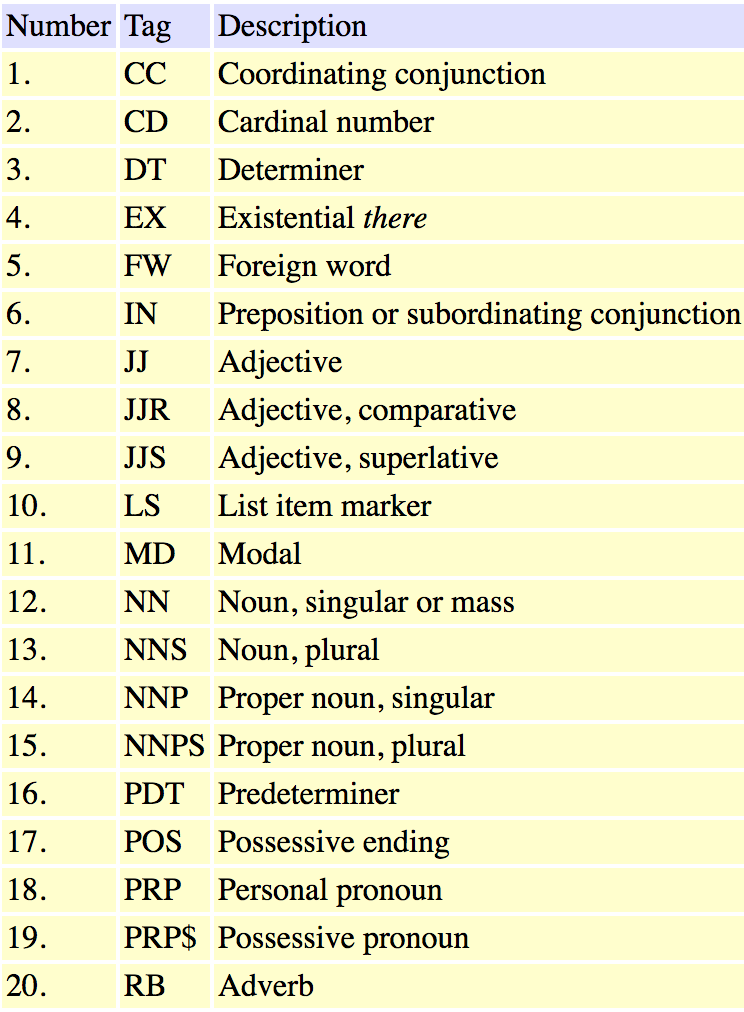 Number Tag Description
1. CC Coordinating conjunction
2. CD Cardinal number
3. DT Determiner
4. EX Existential there
5. FW Foreign word
6. IN Preposition or subordinating conjunction
7. JJ Adjective
8. JJR Adjective, comparative
9. JJS Adjective, superlative
10. LS List item marker
11. MD Modal
12. NN Noun, singular or mass
13. NNS Noun, plural
14. NNP Proper noun, singular
15. NNPS Proper noun, plural
16. PDT Predeterminer
17. POS Possessive ending
18. PRP Personal pronoun
19. PRP$ Possessive pronoun
20. RB Adverb